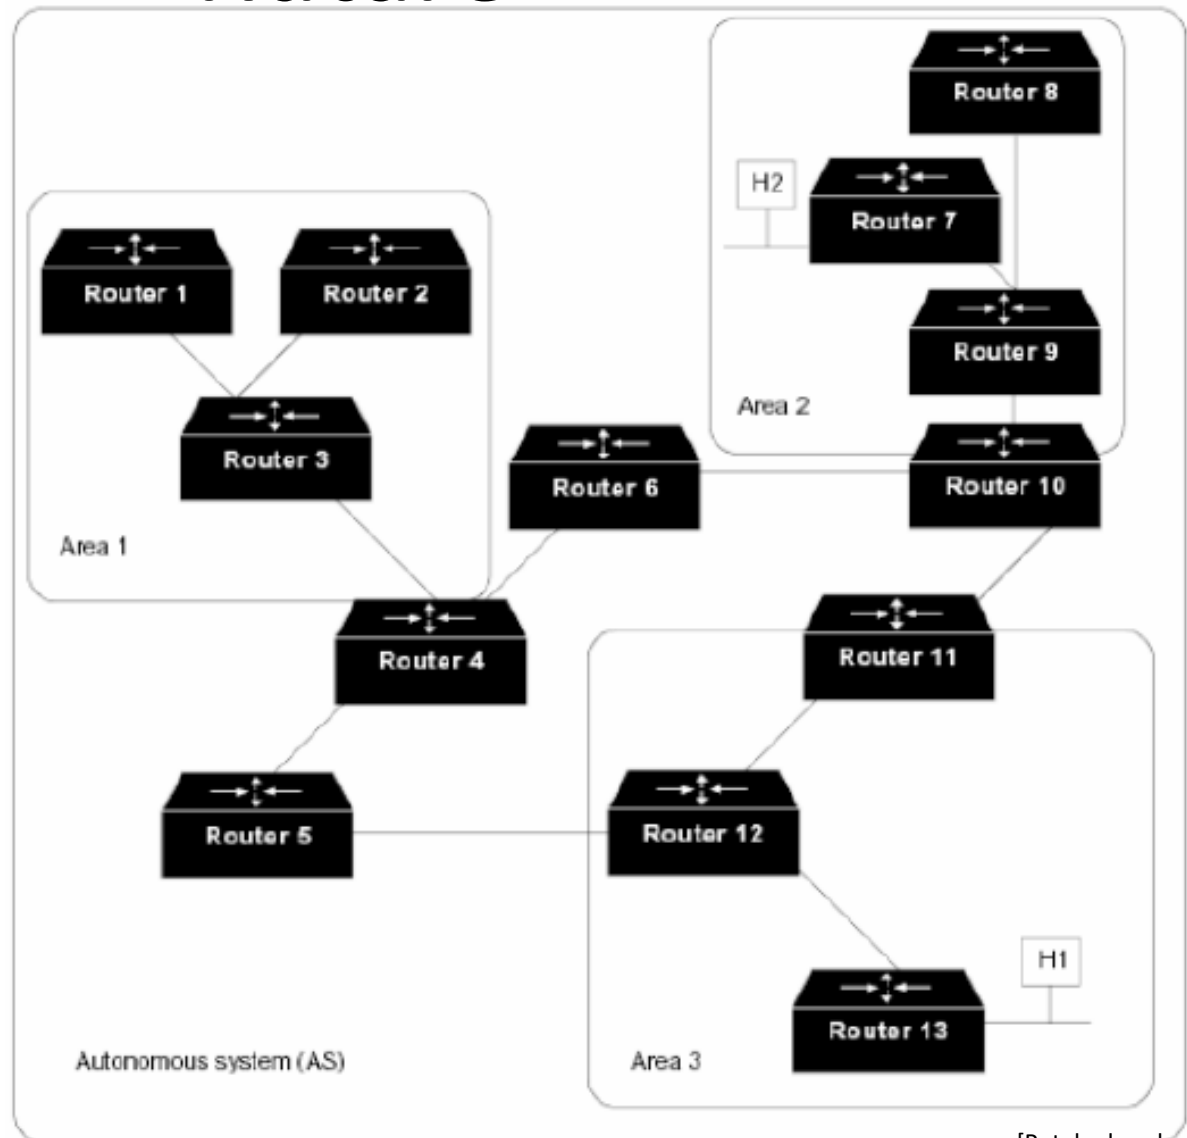 Router 8
H2
Router 7
Router 1
Router 2
Router 9
Area 2
Router 3
Router 6
Router 10
Area 1
Router 4
Router 11
Router 5
Router 12
H1
Router 13
Autonomous system (AS)
Area 3